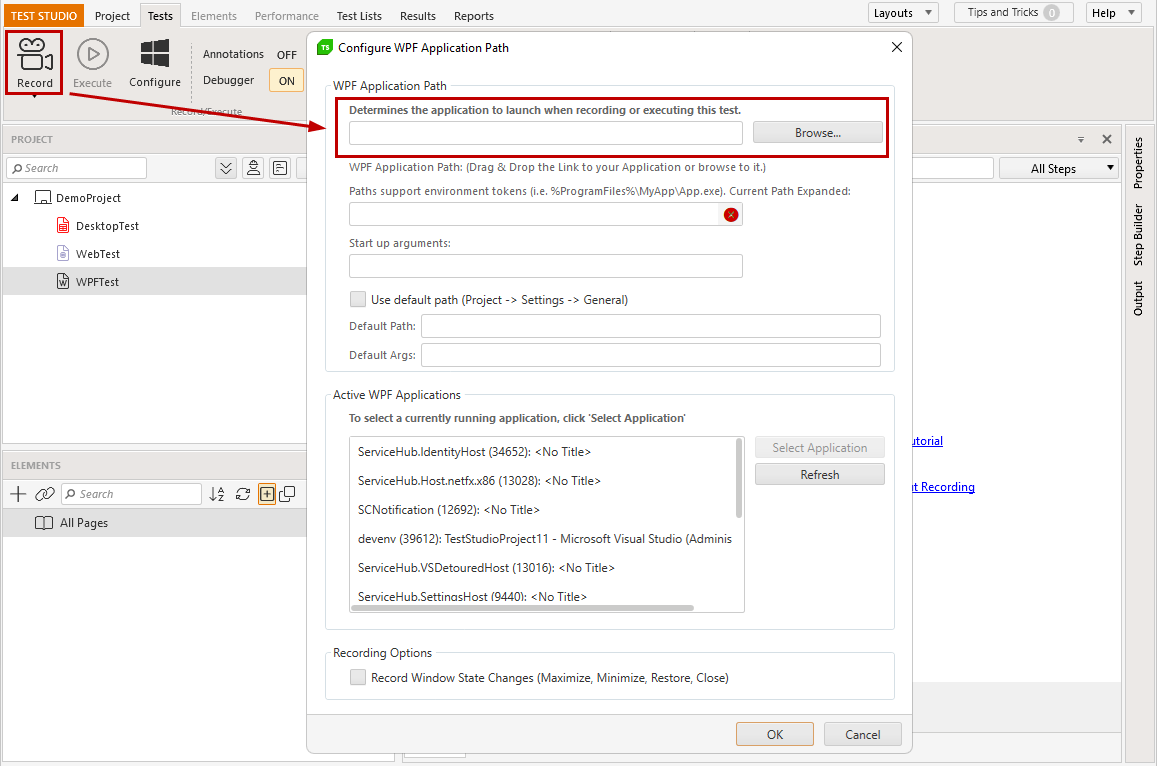 TEST STUDIO Project Tests Elements Performance Test Lists Results Reports Layouts Tips and Tricks 0 Help
Record
Execute
Configure
Annotations OFF
Debugger ON
Record/Execute
PROJECT
Search
DemoProject
DesktopTest
WebTest
WPFTest
ELEMENTS
Search
All Pages
TS Configure WPF Application Path
WPF Application Path
Determines the application to launch when recording or executing this test.
Browse...
WPF Application Path: (Drag & Drop the Link to your Application or browse to it.)
Paths support environment tokens (i.e. %ProgramFiles%\MyApp\App.exe). Current Path Expanded:
Start up arguments:
Use default path (Project -> Settings -> General)
Default Path:
Default Args:
Active WPF Applications
To select a currently running application, click 'Select Application'
ServiceHub.IdentityHost (34652): <No Title>
ServiceHub.Host.netfx.x86 (13028): <No Title>
SCNotification (12692): <No Title>
devenv (39612): TestStudioProject11 - Microsoft Visual Studio (Adminis
ServiceHub.VSDetouredHost (13016): <No Title>
ServiceHub.SettingsHost (9440): <No Title>
Select Application
Refresh
Recording Options
Record Window State Changes (Maximize, Minimize, Restore, Close)
OK
Cancel
All Steps
utorial
t Recording
Properties
Step Builder
Output